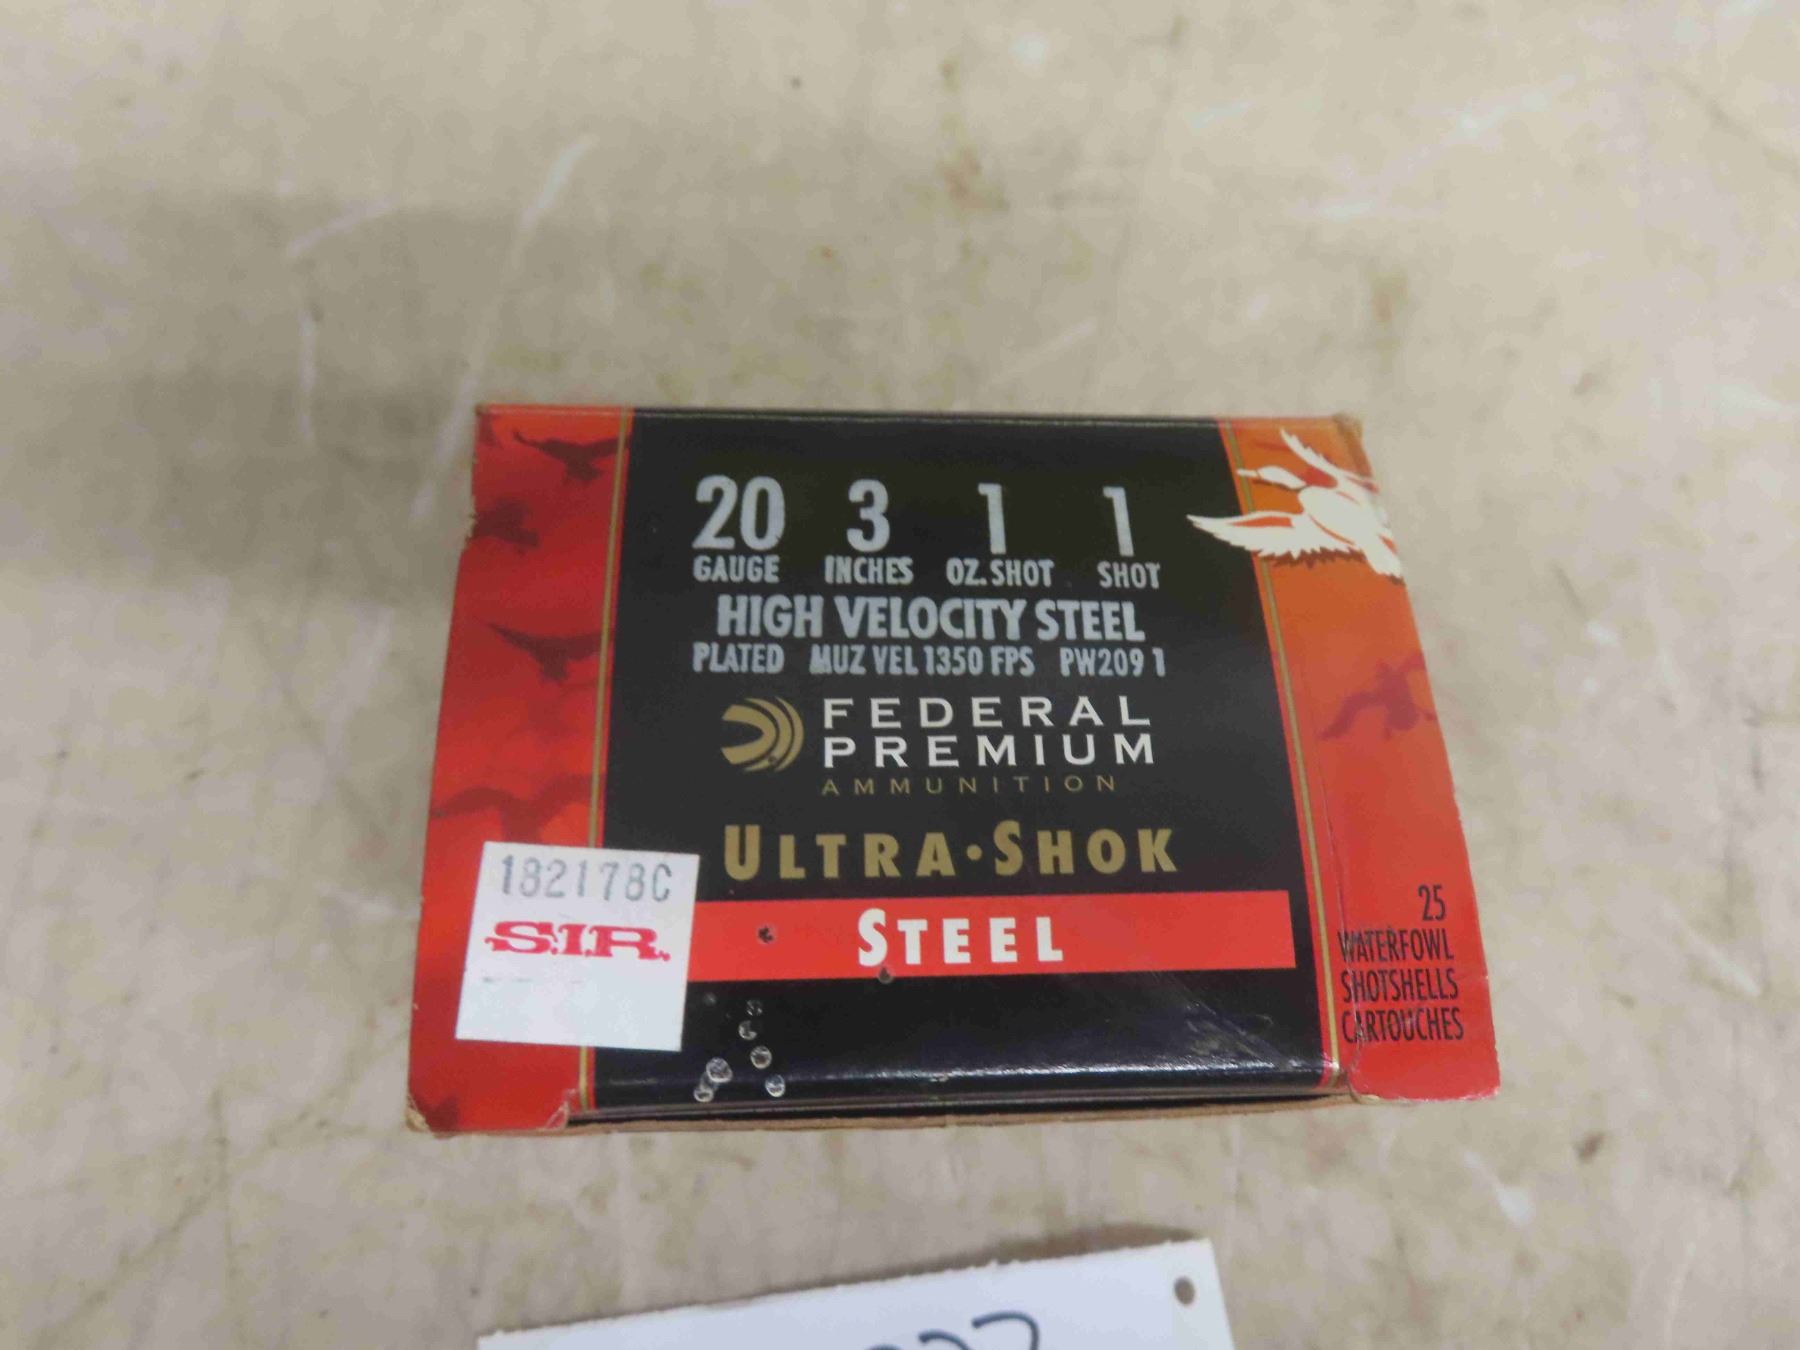 20 3 1 1
GAUGE INCHES OZ. SHOT SHOT
HIGH VELOCITY STEEL
PLATED MUZ VEL 1350 FPS PW209 1
FEDERAL
PREMIUM
AMMUNITION
ULTRA•SHOK
STEEL
182178C
S.I.R.
25
WATERFOWL
SHOTSHELLS
CARTOUCHES